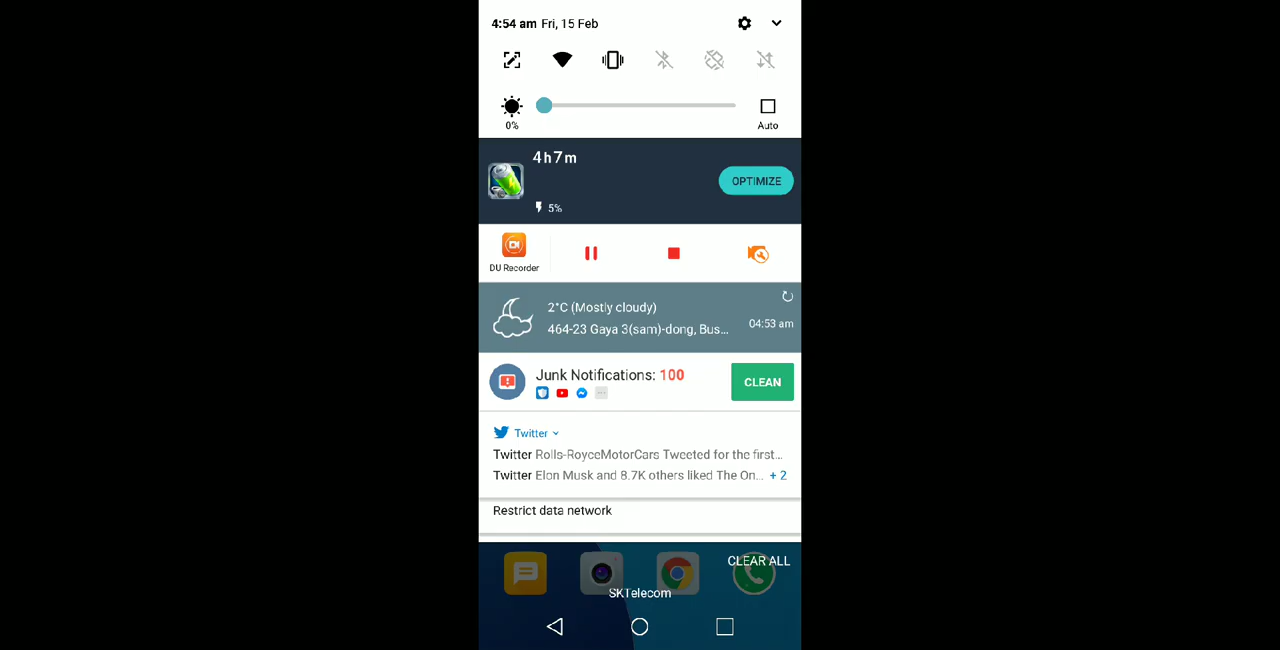 4:54 am Fri, 15 Feb
0%
Auto
4h7m
OPTIMIZE
5%
DU Recorder
2°C (Mostly cloudy)
464-23 Gaya 3(sam)-dong, Bus...
04:53 am
Junk Notifications: 100
CLEAN
Twitter
Twitter Rolls-RoyceMotorCars Tweeted for the first...
Twitter Elon Musk and 8.7K others liked The On... + 2
Restrict data network
CLEAR ALL
SKTelecom